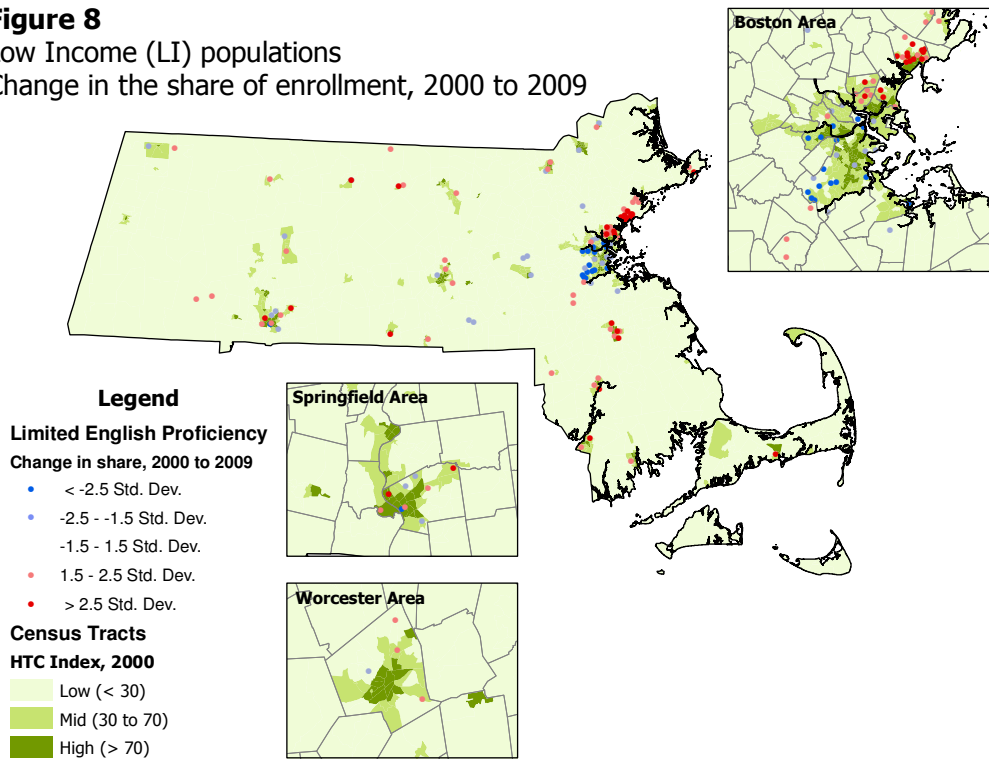 igure 8
ow Income (LI) populations
hange in the share of enrollment, 2000 to 2009
Boston Area
Springfield Area
Worcester Area
Legend
Limited English Proficiency
Change in share, 2000 to 2009
< -2.5 Std. Dev.
-2.5 - -1.5 Std. Dev.
-1.5 - 1.5 Std. Dev.
1.5 - 2.5 Std. Dev.
> 2.5 Std. Dev.
Census Tracts
HTC Index, 2000
Low (< 30)
Mid (30 to 70)
High (> 70)